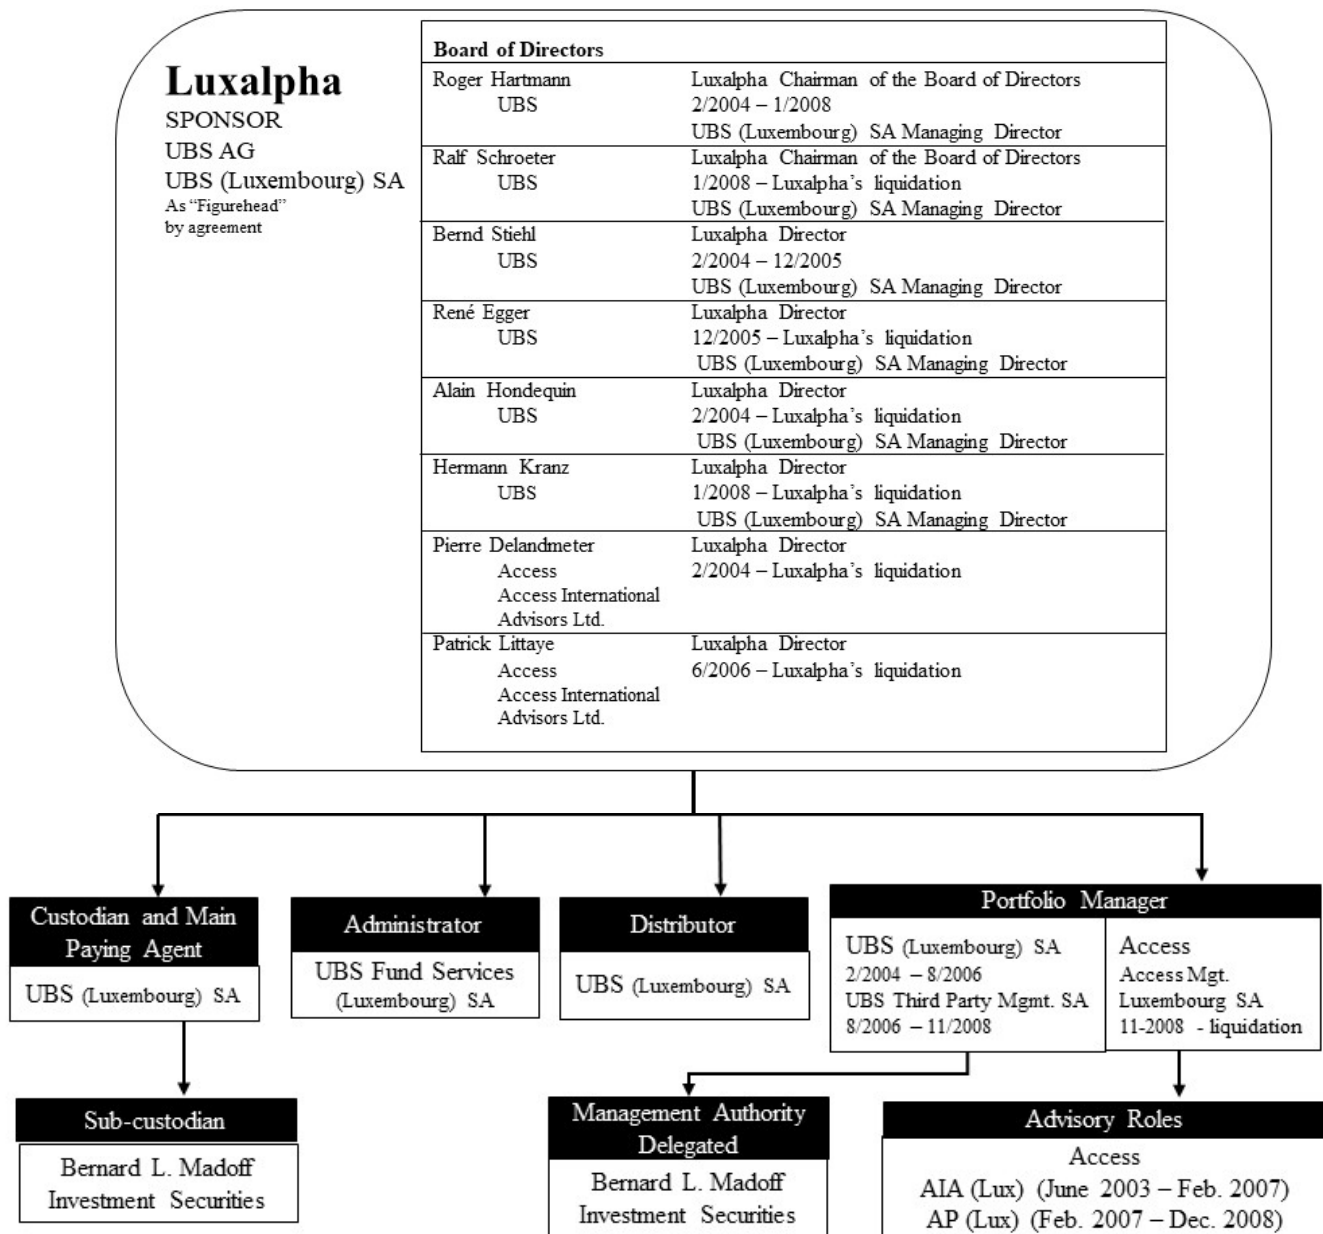 Luxalpha
SPONSOR
UBS AG
UBS (Luxembourg) SA
As “Figurehead”
by agreement
Board of Directors
Roger Hartmann Luxalpha Chairman of the Board of Directors
UBS 2/2004 – 1/2008
UBS (Luxembourg) SA Managing Director
Ralf Schroeter Luxalpha Chairman of the Board of Directors
UBS 1/2008 – Luxalpha’s liquidation
UBS (Luxembourg) SA Managing Director
Bernd Stiehl Luxalpha Director
UBS 2/2004 – 12/2005
UBS (Luxembourg) SA Managing Director
René Egger Luxalpha Director
UBS 12/2005 – Luxalpha’s liquidation
UBS (Luxembourg) SA Managing Director
Alain Hondequin Luxalpha Director
UBS 2/2004 – Luxalpha’s liquidation
UBS (Luxembourg) SA Managing Director
Hermann Kranz Luxalpha Director
UBS 1/2008 – Luxalpha’s liquidation
UBS (Luxembourg) SA Managing Director
Pierre Delandmeter Luxalpha Director
Access 2/2004 – Luxalpha’s liquidation
Access International
Advisors Ltd.
Patrick Littaye Luxalpha Director
Access 6/2006 – Luxalpha’s liquidation
Access International
Advisors Ltd.
Custodian and Main
Paying Agent
UBS (Luxembourg) SA
Administrator
UBS Fund Services
(Luxembourg) SA
Distributor
UBS (Luxembourg) SA
Portfolio Manager
UBS (Luxembourg) SA
2/2004 – 8/2006
UBS Third Party Mgmt. SA
8/2006 – 11/2008
Access
Access Mgt.
Luxembourg SA
11-2008 - liquidation
Sub-custodian
Bernard L. Madoff
Investment Securities
Management Authority
Delegated
Bernard L. Madoff
Investment Securities
Advisory Roles
Access
AIA (Lux) (June 2003 – Feb. 2007)
AP (Lux) (Feb. 2007 – Dec. 2008)